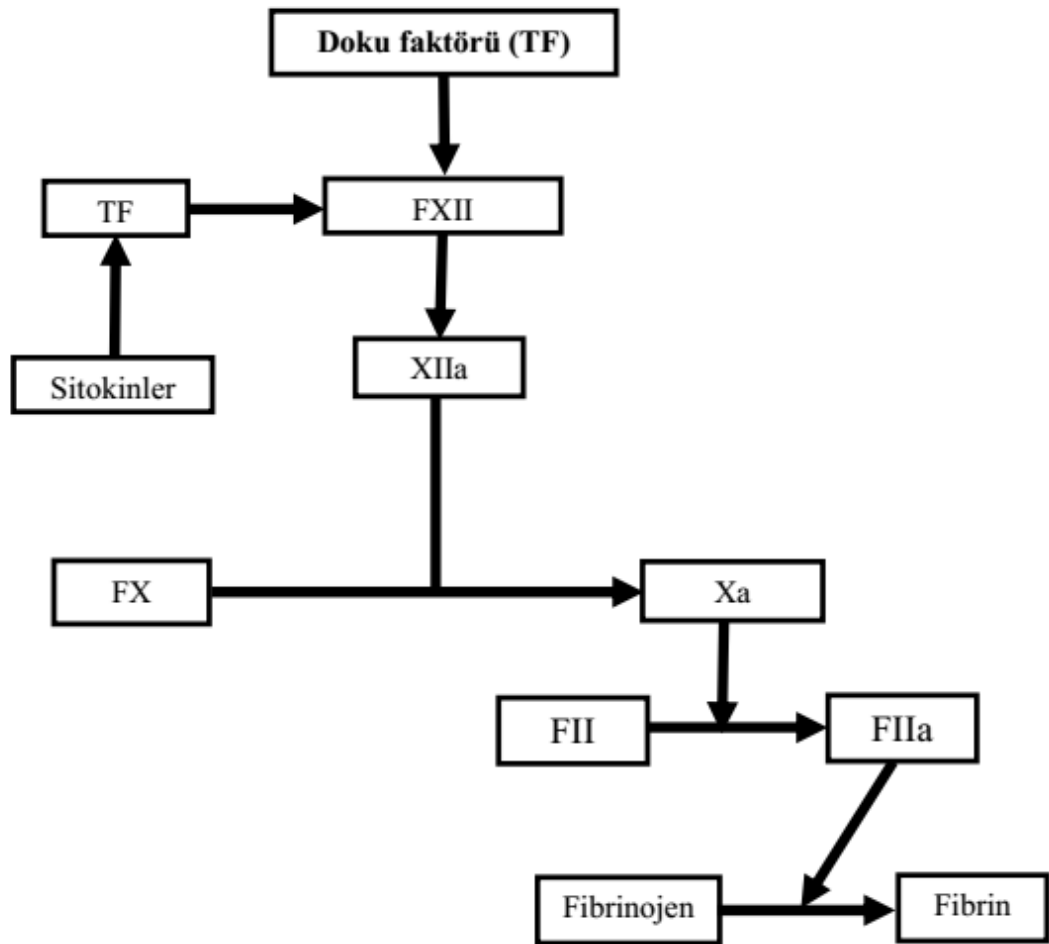 Doku faktörü (TF)
TF
FXII
Sitokinler
XIIa
FX
Xa
FII
FIIa
Fibrinojen
Fibrin